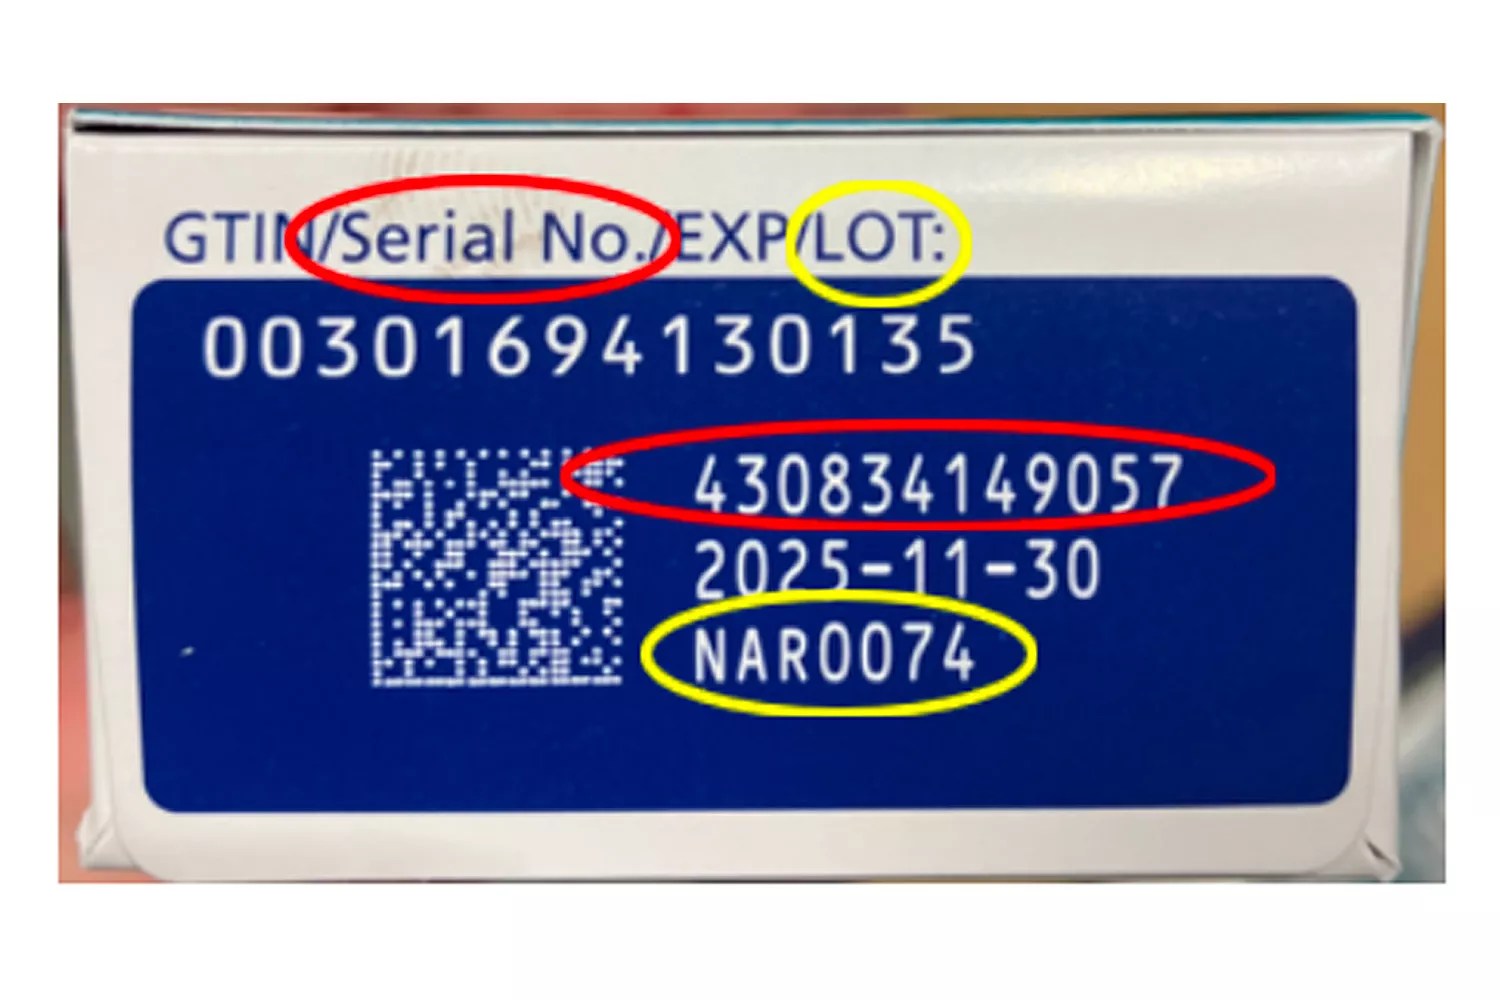 GTIN/Serial No./EXP/LOT:
00301694130135
430834149057
2025-11-30
NAR0074